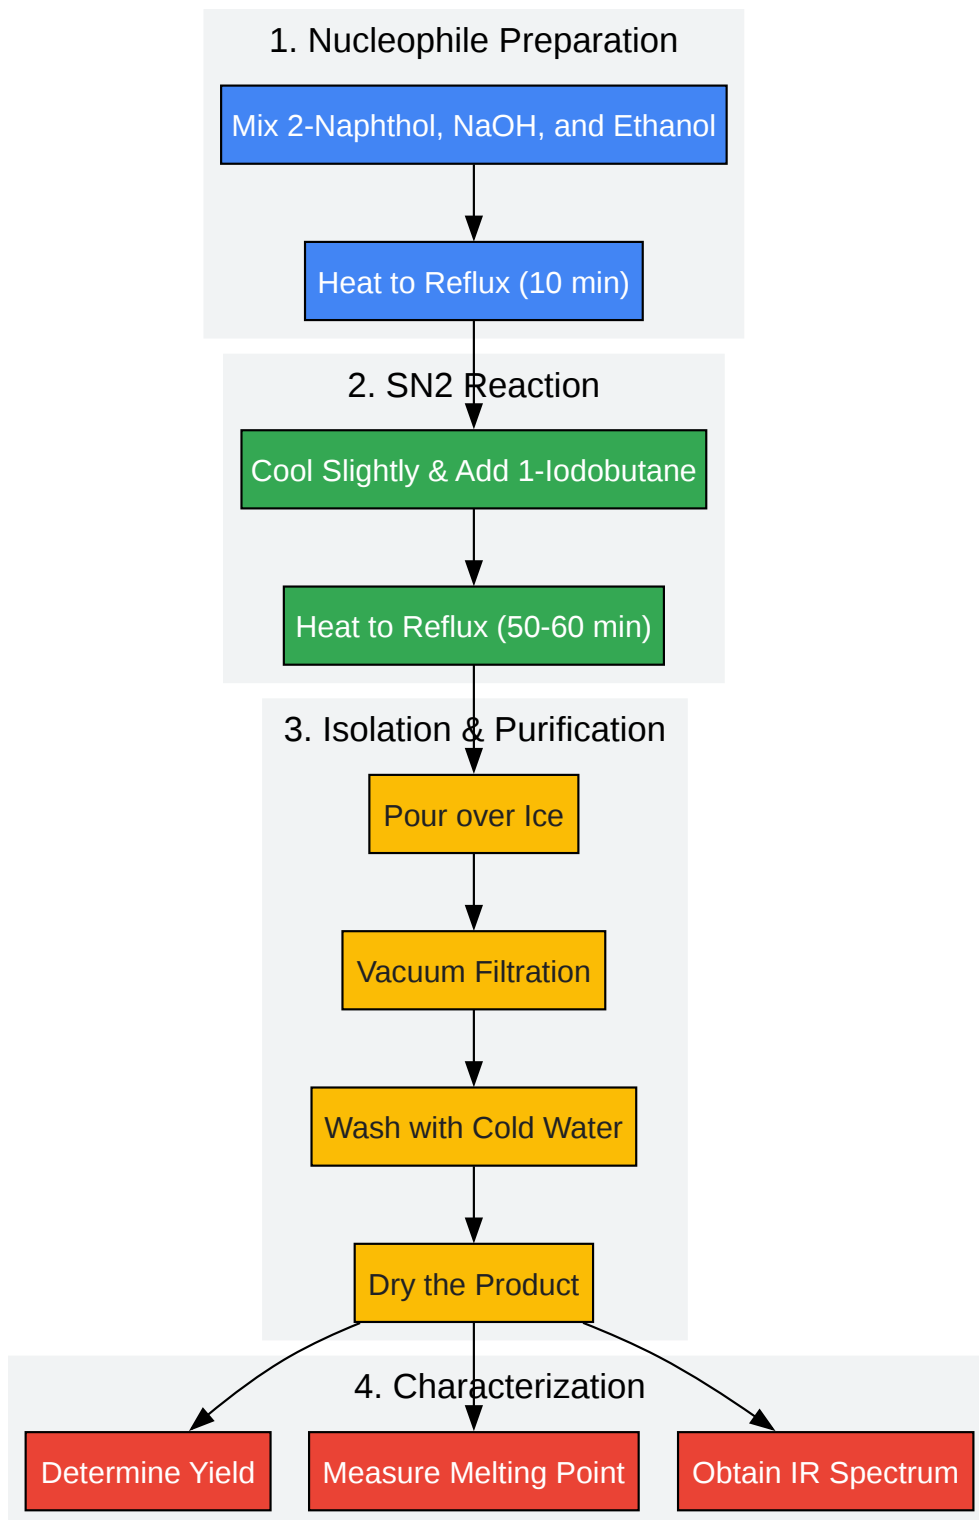 1. Nucleophile Preparation
Mix 2-Naphthol, NaOH, and Ethanol
Heat to Reflux (10 min)
2. SN2 Reaction
Cool Slightly & Add 1-Iodobutane
Heat to Reflux (50-60 min)
3. Isolation & Purification
Pour over Ice
Vacuum Filtration
Wash with Cold Water
Dry the Product
4. Characterization
Determine Yield
Measure Melting Point
Obtain IR Spectrum